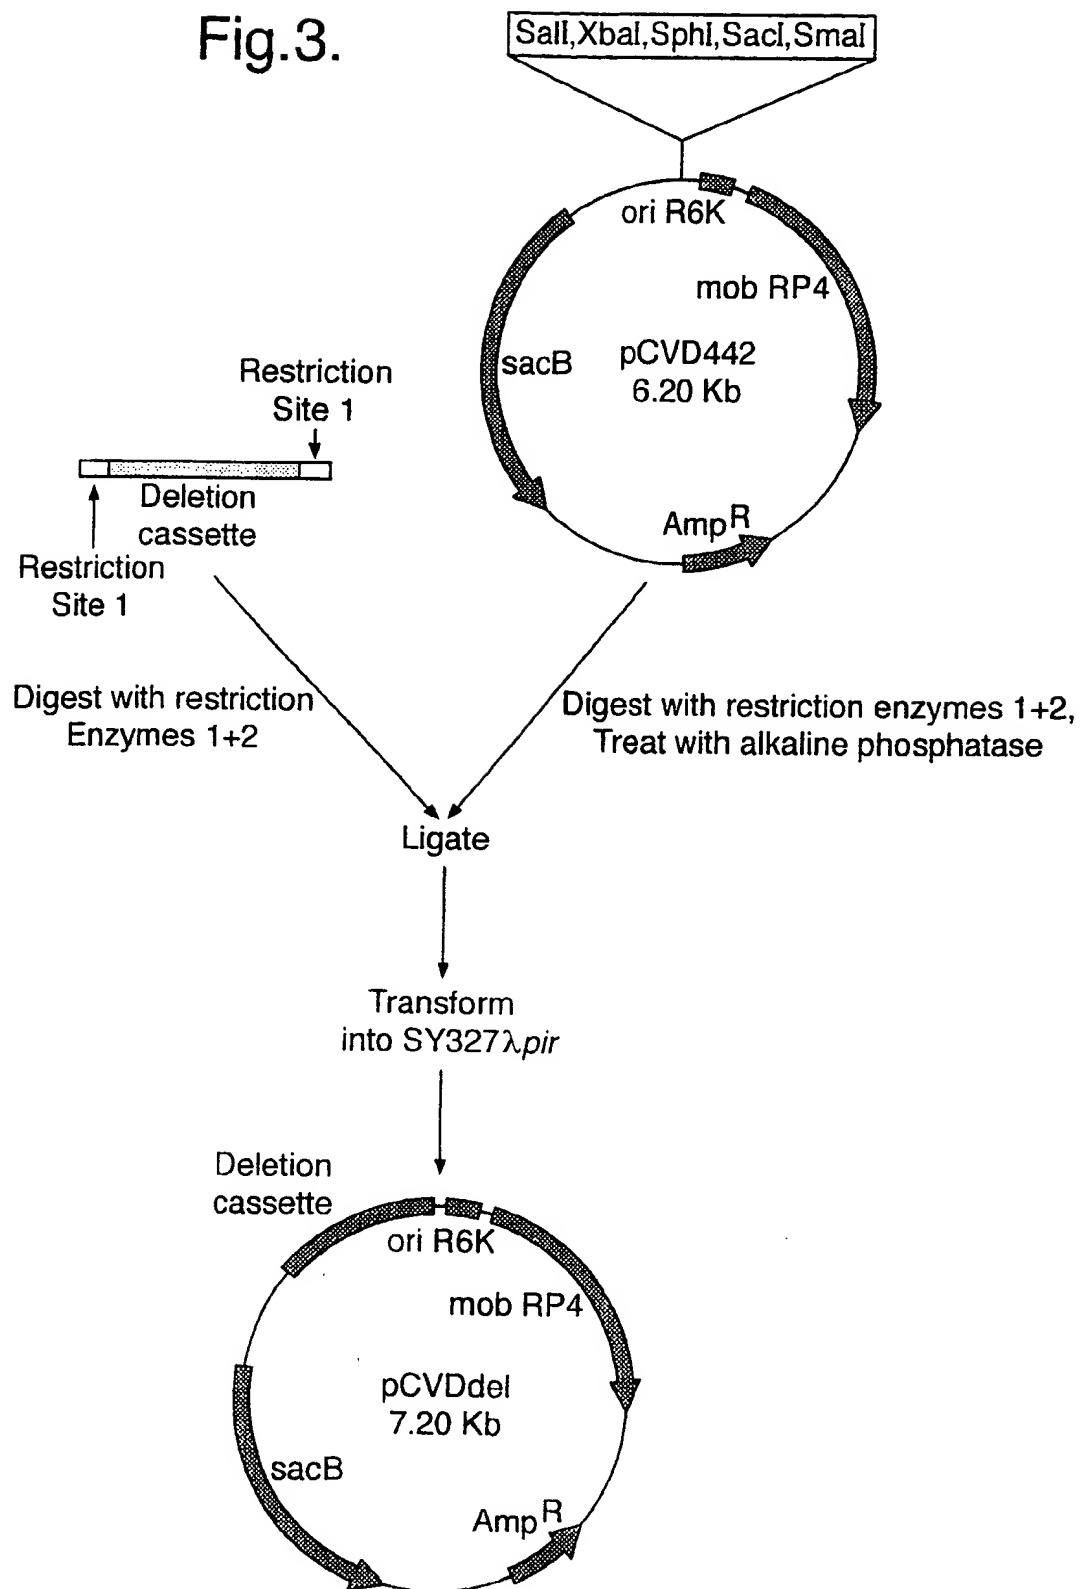 Fig.3.
SalI,XbaI,SphI,SacI,SmaI
ori R6K
mob RP4
pCVD442
6.20 Kb
sacB
Amp R
Restriction
Site 1
Deletion
cassette
Restriction
Site 1
Digest with restriction
Enzymes 1+2
Digest with restriction enzymes 1+2,
Treat with alkaline phosphatase
Ligate
Transform
into SY327λpir
Deletion
cassette
ori R6K
mob RP4
pCVDdel
7.20 Kb
sacB
Amp R